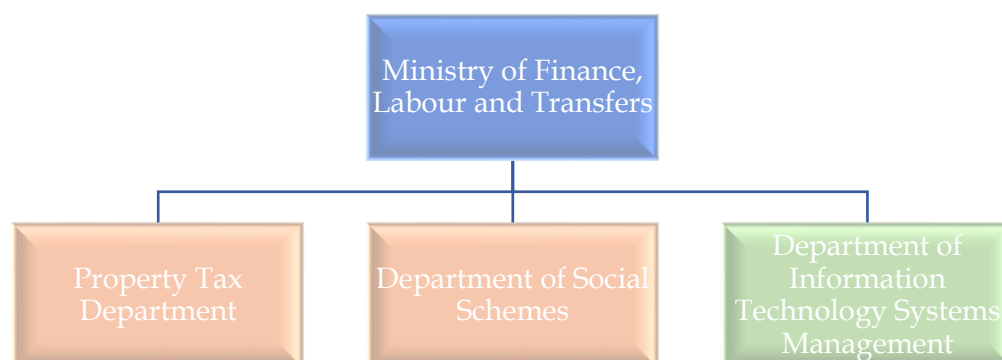 Ministry of Finance,
Labour and Transfers
Property Tax
Department
Department of Social
Schemes
Department of
Information
Technology Systems
Management